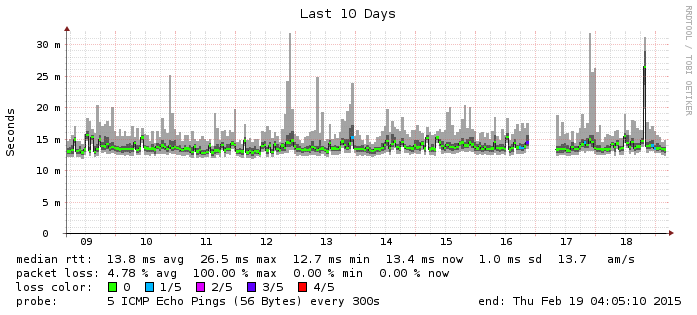 Last 10 Days
RRDTOOL / TOBI OETIKER
Seconds
30 m
25 m
20 m
15 m
10 m
5 m
0
09 10 11 12 13 14 15 16 17 18
median rtt: 13.8 ms avg 26.5 ms max 12.7 ms min 13.4 ms now 1.0 ms sd 13.7 am/s
packet loss: 4.78 % avg 100.00 % max 0.00 % min 0.00 % now
loss color: 0 1/5 2/5 3/5 4/5
probe: 5 ICMP Echo Pings (56 Bytes) every 300s end: Thu Feb 19 04:05:10 2015